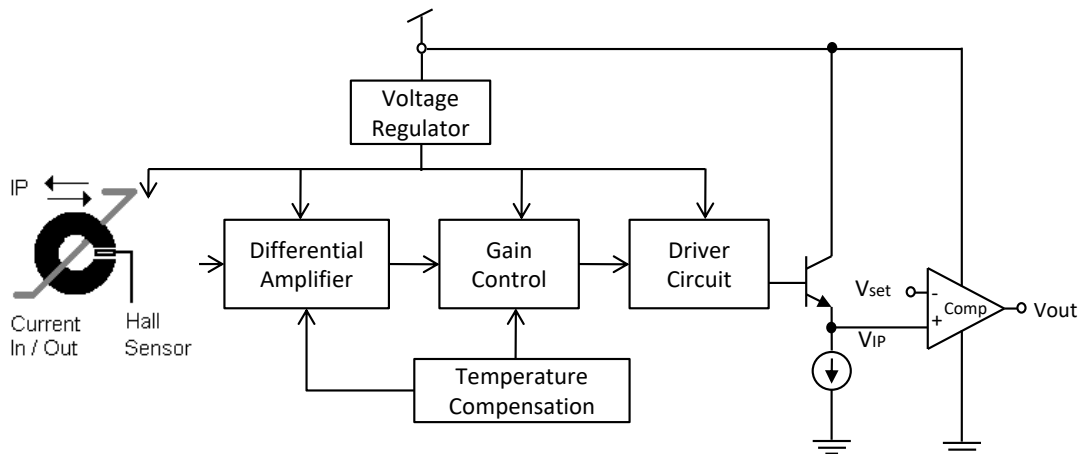 Voltage
Regulator
IP
Differential
Amplifier
Gain
Control
Driver
Circuit
Vset
-
Comp
+
Vout
VIP
Current
In / Out
Hall
Sensor
Temperature
Compensation